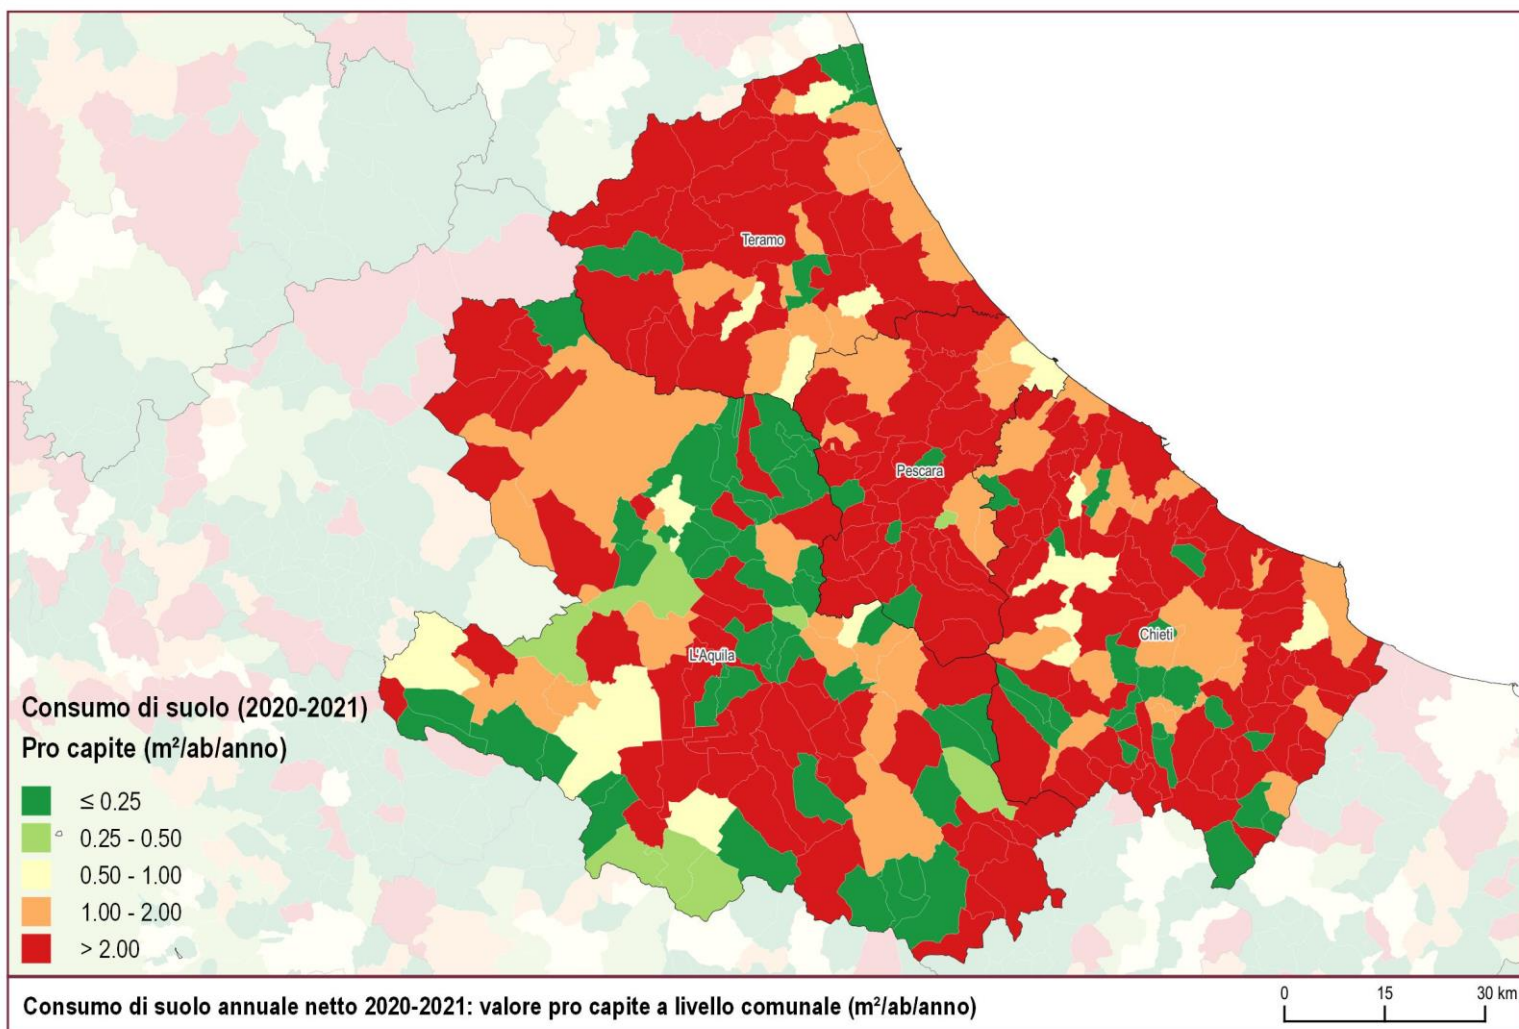 Teramo
Pescara
Chieti
L'Aquila
Consumo di suolo (2020-2021)
Pro capite (m²/ab/anno)
≤ 0.25
0.25 - 0.50
0.50 - 1.00
1.00 - 2.00
> 2.00
Consumo di suolo annuale netto 2020-2021: valore pro capite a livello comunale (m²/ab/anno)
0 15 30 km